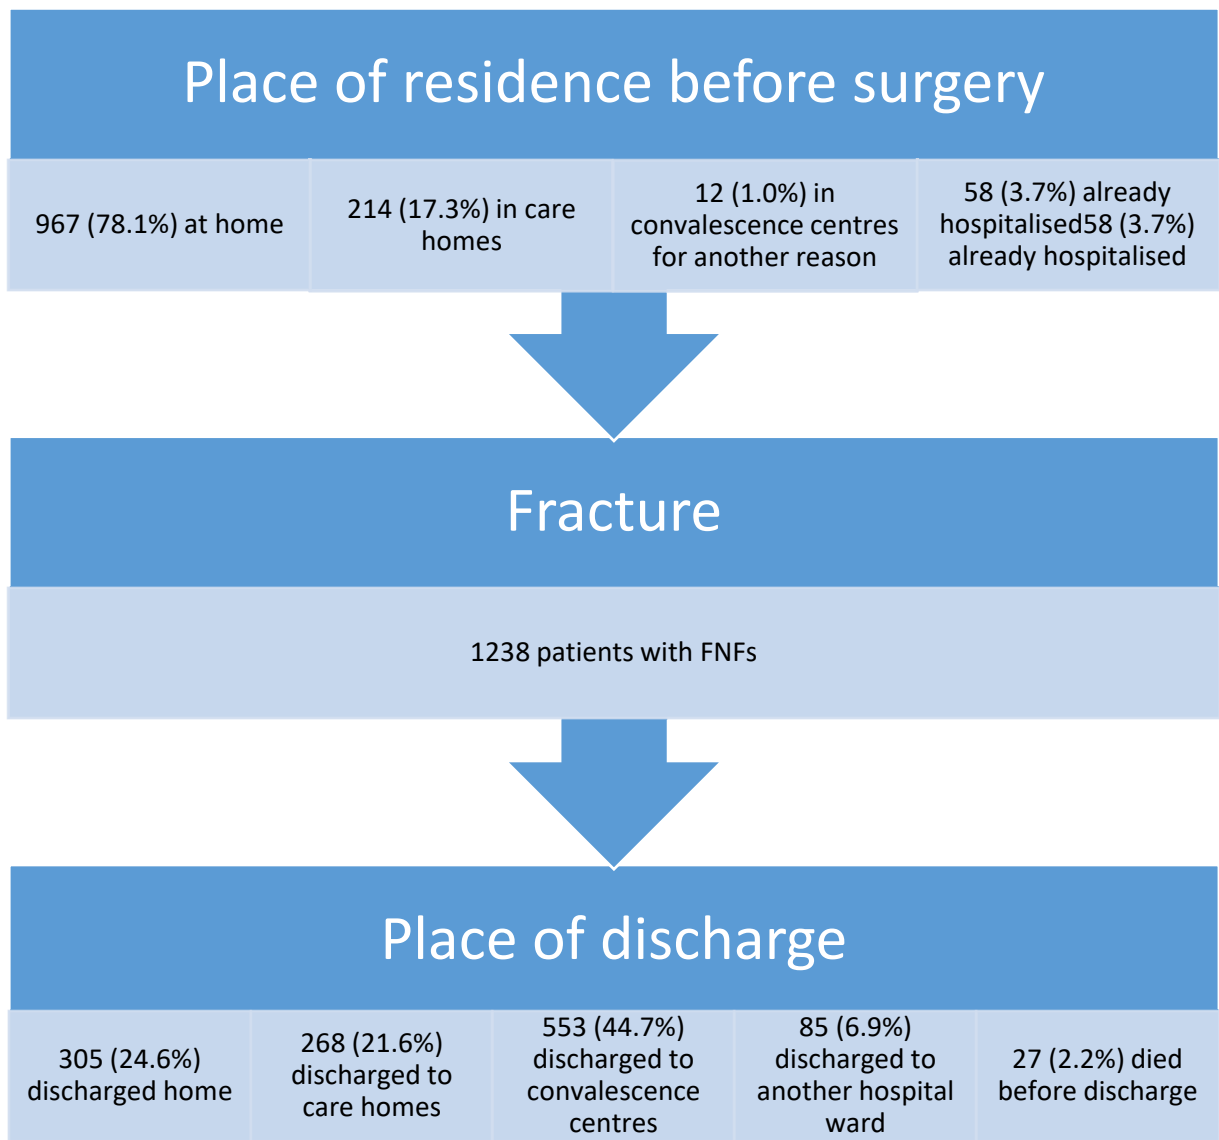 Place of residence before surgery
967 (78.1%) at home
214 (17.3%) in care
homes
12 (1.0%) in
convalescence centres
for another reason
58 (3.7%) already
hospitalised58 (3.7%)
already hospitalised
Fracture
1238 patients with FNFs
Place of discharge
305 (24.6%)
discharged home
268 (21.6%)
discharged to
care homes
553 (44.7%)
discharged to
convalescence
centres
85 (6.9%)
discharged to
another hospital
ward
27 (2.2%) died
before discharge